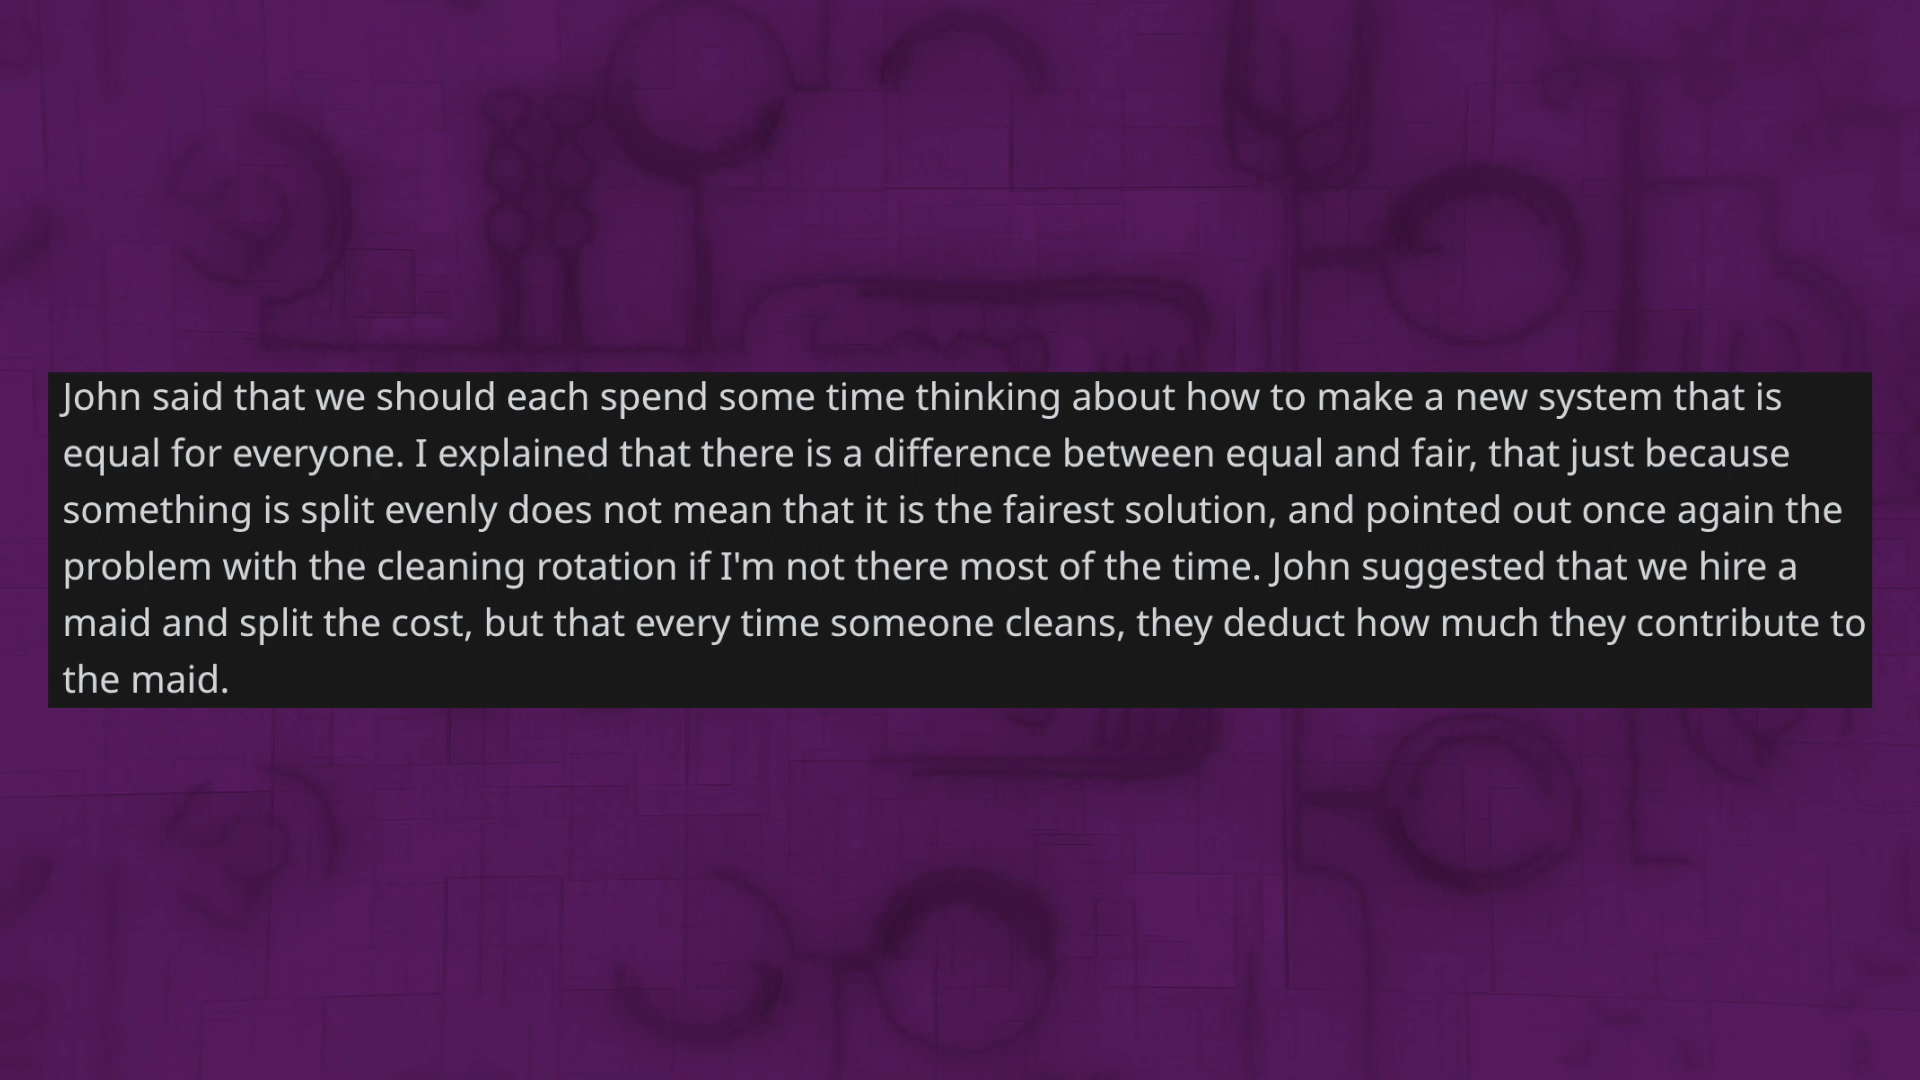 John said that we should each spend some time thinking about how to make a new system that is
equal for everyone. I explained that there is a difference between equal and fair, that just because
something is split evenly does not mean that it is the fairest solution, and pointed out once again the
problem with the cleaning rotation if I'm not there most of the time. John suggested that we hire a
maid and split the cost, but that every time someone cleans, they deduct how much they contribute to
the maid.